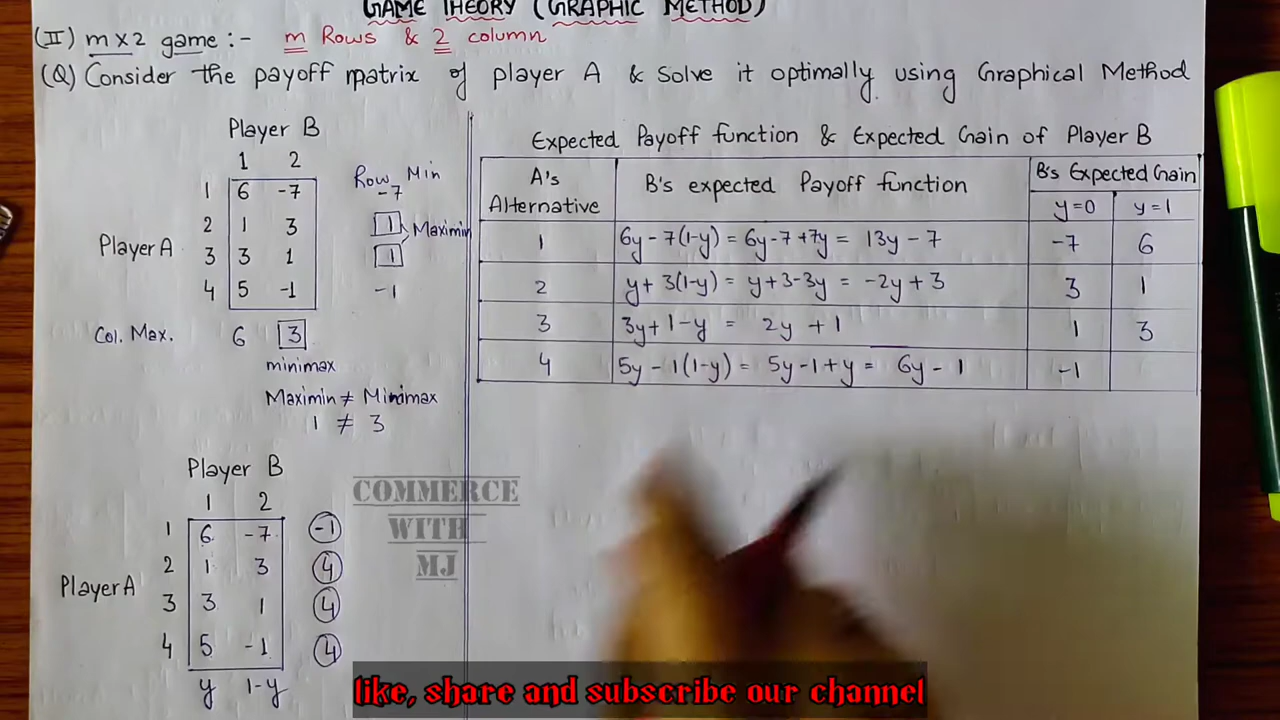 GAME THEORY (GRAPHIC METHOD)
(II) m x 2 game :- m Rows & 2 column
(Q) Consider the payoff matrix of player A & Solve it optimally using Graphical Method
Player B
1 2
Row Min
1 6 -7 -7
2 1 3 1
Player A Maximin
3 3 1 1
4 5 -1 -1
Col. Max. 6 3
minimax
Maximin ≠ Minimax
1 ≠ 3
Player B
1 2
1 6 -7 -1
2 1 3 4
Player A
3 3 1 4
4 5 -1 4
y 1-y
Expected Payoff function & Expected Gain of Player B
A's Alternative B's expected Payoff function B's Expected Gain
y=0 y=1
1 6y - 7(1-y) = 6y-7+7y = 13y - 7 -7 6
2 y + 3(1-y) = y+3-3y = -2y + 3 3 1
3 3y + 1-y = 2y + 1 1 3
4 5y - 1(1-y) = 5y-1+y = 6y - 1 -1
COMMERCE
WITH
MJ
like, share and subscribe our channel